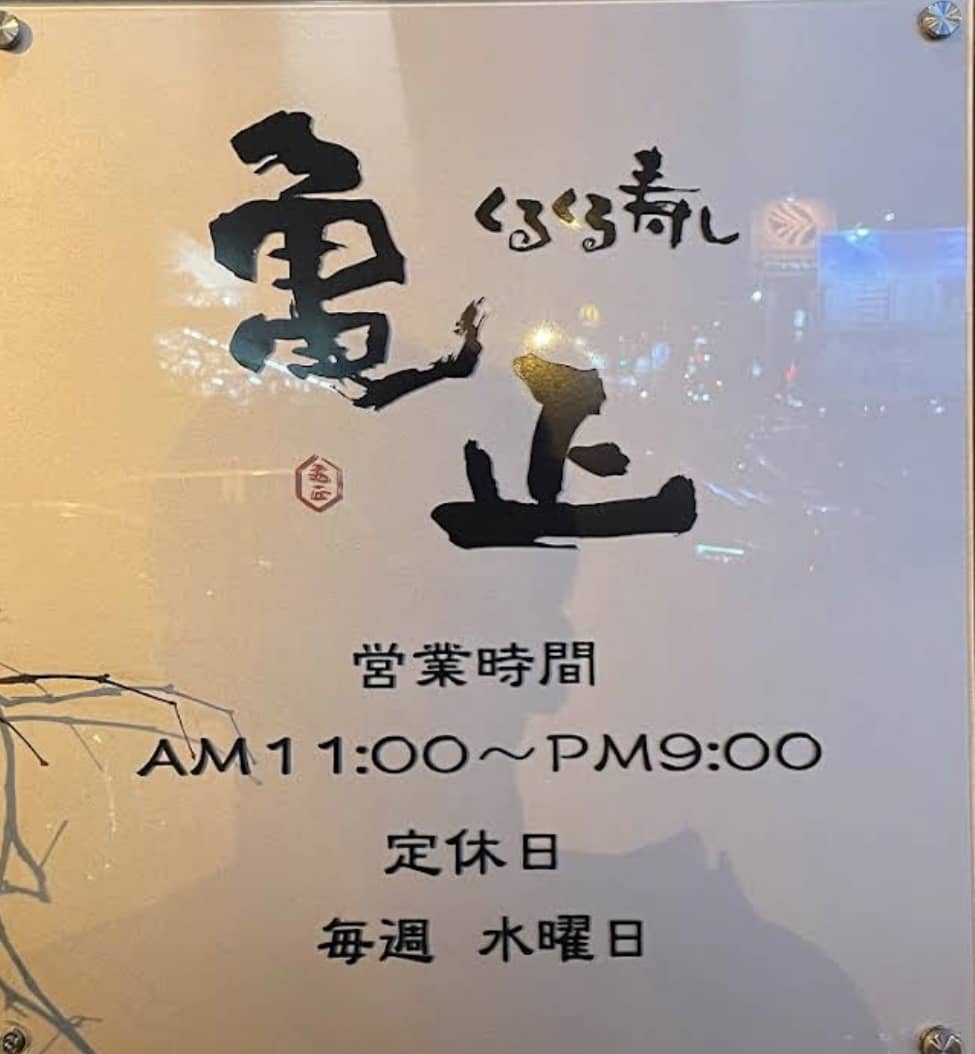 くるくる寿し
亀正
営業時間
AM11:00～PM9:00
定休日
毎週 水曜日